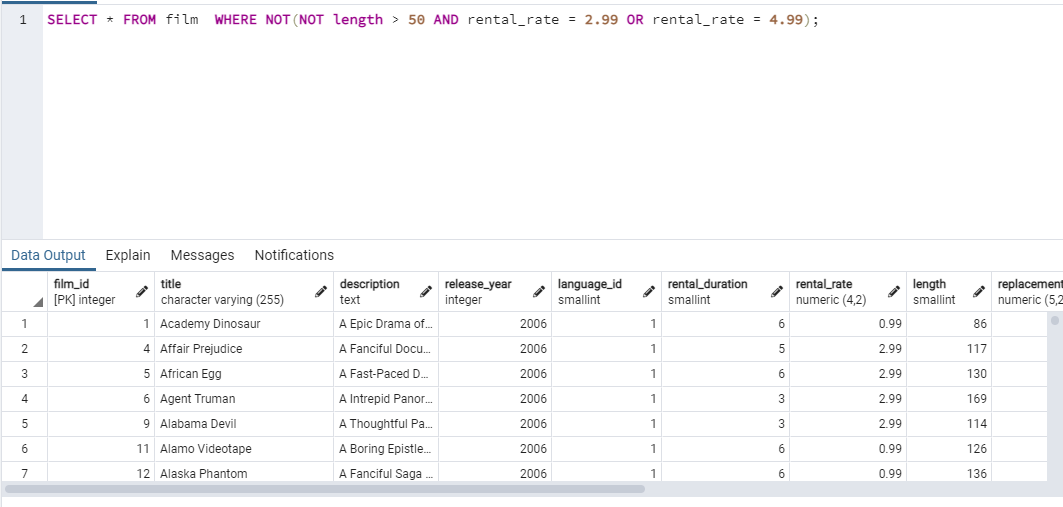 1 SELECT * FROM film  WHERE NOT(NOT length > 50 AND rental_rate = 2.99 OR rental_rate = 4.99);
Data Output Explain Messages Notifications
film_id title description release_year language_id rental_duration rental_rate length replacement
[PK] integer character varying (255) text integer smallint smallint numeric (4,2) smallint numeric (5,2
1 1 Academy Dinosaur A Epic Drama of... 2006 1 6 0.99 86
2 4 Affair Prejudice A Fanciful Docu... 2006 1 5 2.99 117
3 5 African Egg A Fast-Paced D... 2006 1 6 2.99 130
4 6 Agent Truman A Intrepid Panor... 2006 1 3 2.99 169
5 9 Alabama Devil A Thoughtful Pa... 2006 1 3 2.99 114
6 11 Alamo Videotape A Boring Epistle... 2006 1 6 0.99 126
7 12 Alaska Phantom A Fanciful Saga ... 2006 1 6 0.99 136